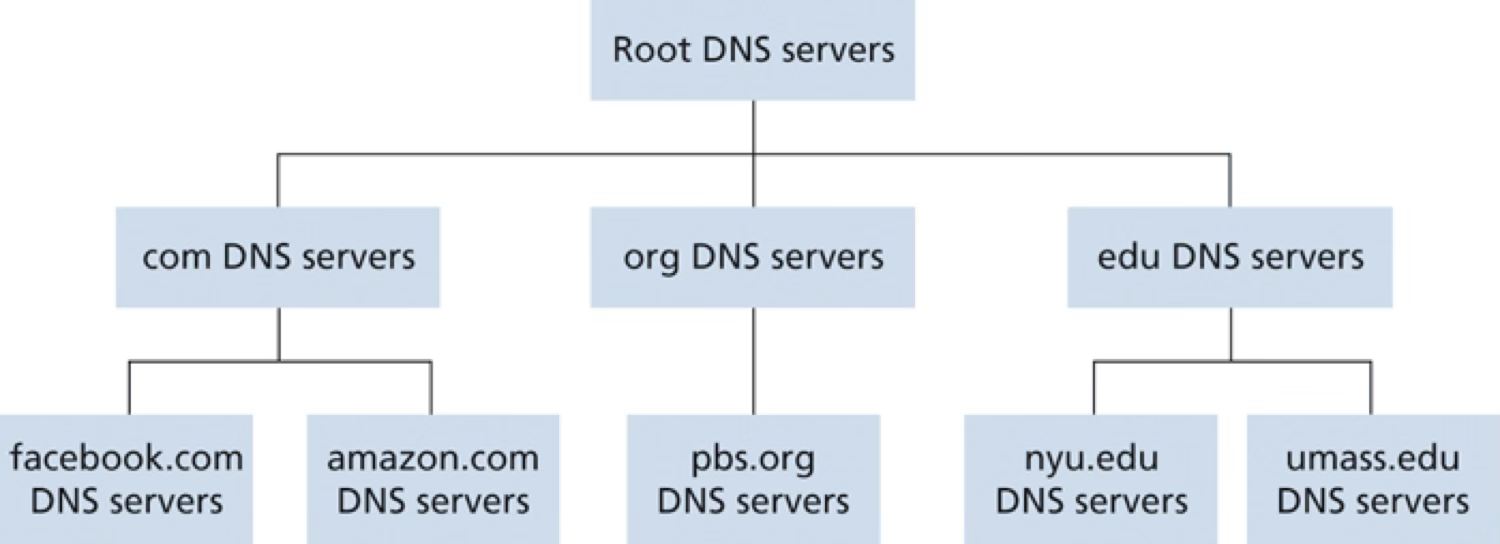 Root DNS servers
com DNS servers
org DNS servers
edu DNS servers
facebook.com
DNS servers
amazon.com
DNS servers
pbs.org
DNS servers
nyu.edu
DNS servers
umass.edu
DNS servers